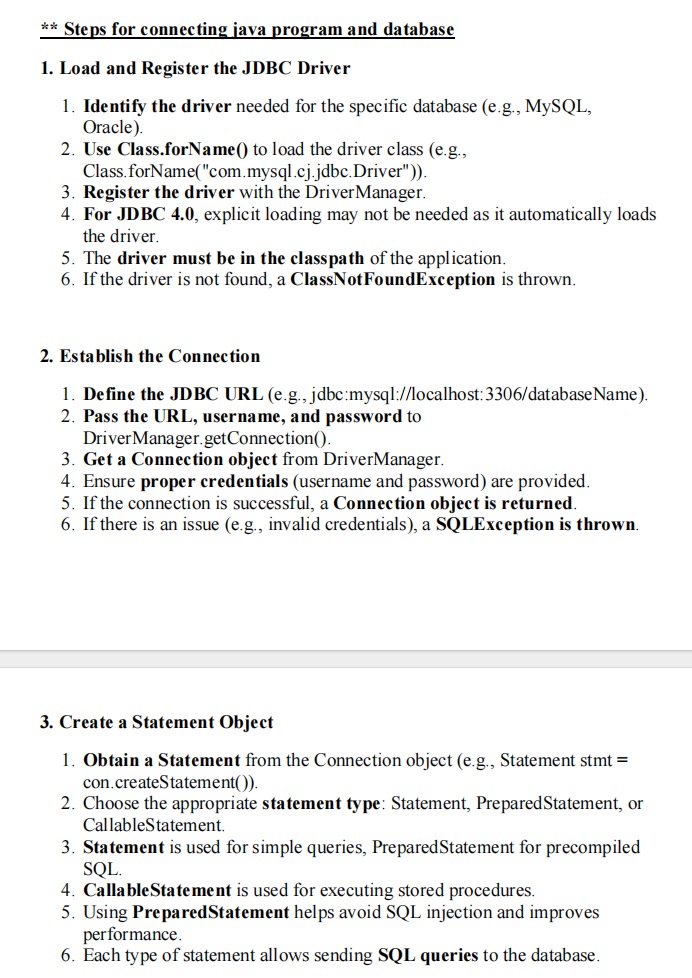 ** Steps for connecting java program and database
1. Load and Register the JDBC Driver
1. Identify the driver needed for the specific database (e.g., MySQL,
Oracle).
2. Use Class.forName() to load the driver class (e.g.,
Class.forName("com.mysql.cj.jdbc.Driver")).
3. Register the driver with the DriverManager.
4. For JDBC 4.0, explicit loading may not be needed as it automatically loads
the driver.
5. The driver must be in the classpath of the application.
6. If the driver is not found, a ClassNotFoundException is thrown.
2. Establish the Connection
1. Define the JDBC URL (e.g., jdbc:mysql://localhost:3306/databaseName).
2. Pass the URL, username, and password to
DriverManager.getConnection().
3. Get a Connection object from DriverManager.
4. Ensure proper credentials (username and password) are provided.
5. If the connection is successful, a Connection object is returned.
6. If there is an issue (e.g., invalid credentials), a SQLException is thrown.
3. Create a Statement Object
1. Obtain a Statement from the Connection object (e.g., Statement stmt =
con.createStatement()).
2. Choose the appropriate statement type: Statement, PreparedStatement, or
CallableStatement.
3. Statement is used for simple queries, PreparedStatement for precompiled
SQL.
4. CallableStatement is used for executing stored procedures.
5. Using PreparedStatement helps avoid SQL injection and improves
performance.
6. Each type of statement allows sending SQL queries to the database.